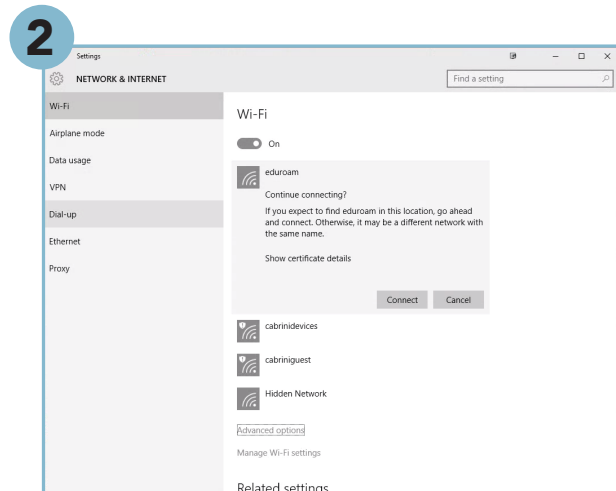 2
Settings
NETWORK & INTERNET
Find a setting
Wi-Fi
Airplane mode
Data usage
VPN
Dial-up
Ethernet
Proxy
Wi-Fi
On
eduroam
Continue connecting?
If you expect to find eduroam in this location, go ahead
and connect. Otherwise, it may be a different network with
the same name.
Show certificate details
Connect Cancel
cabrinidevices
cabriniguest
Hidden Network
Advanced options
Manage Wi-Fi settings
Related settings